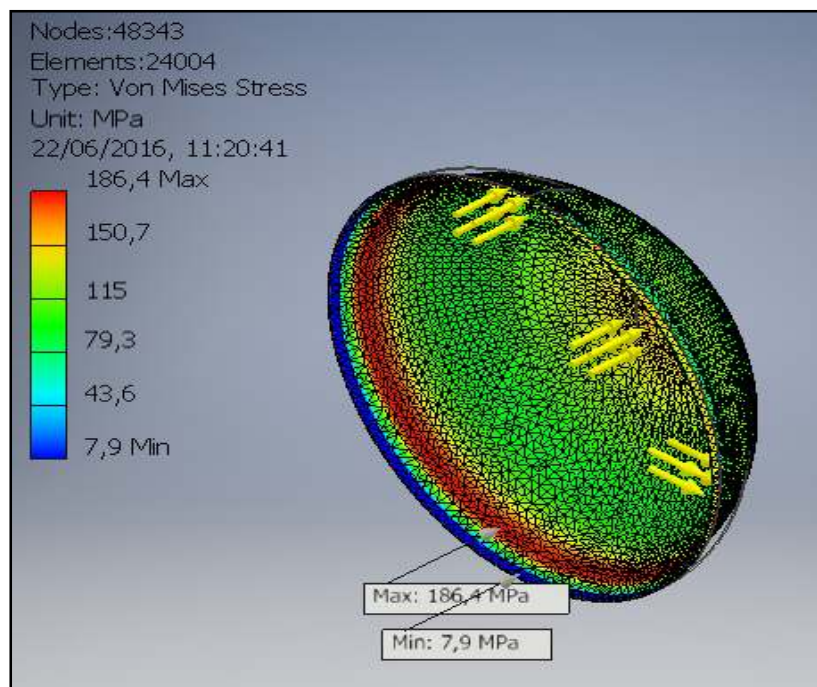 Nodes:48343
Elements:24004
Type: Von Mises Stress
Unit: MPa
22/06/2016, 11:20:41
186,4 Max
150,7
115
79,3
43,6
7,9 Min
Max: 186,4 MPa
Min: 7,9 MPa